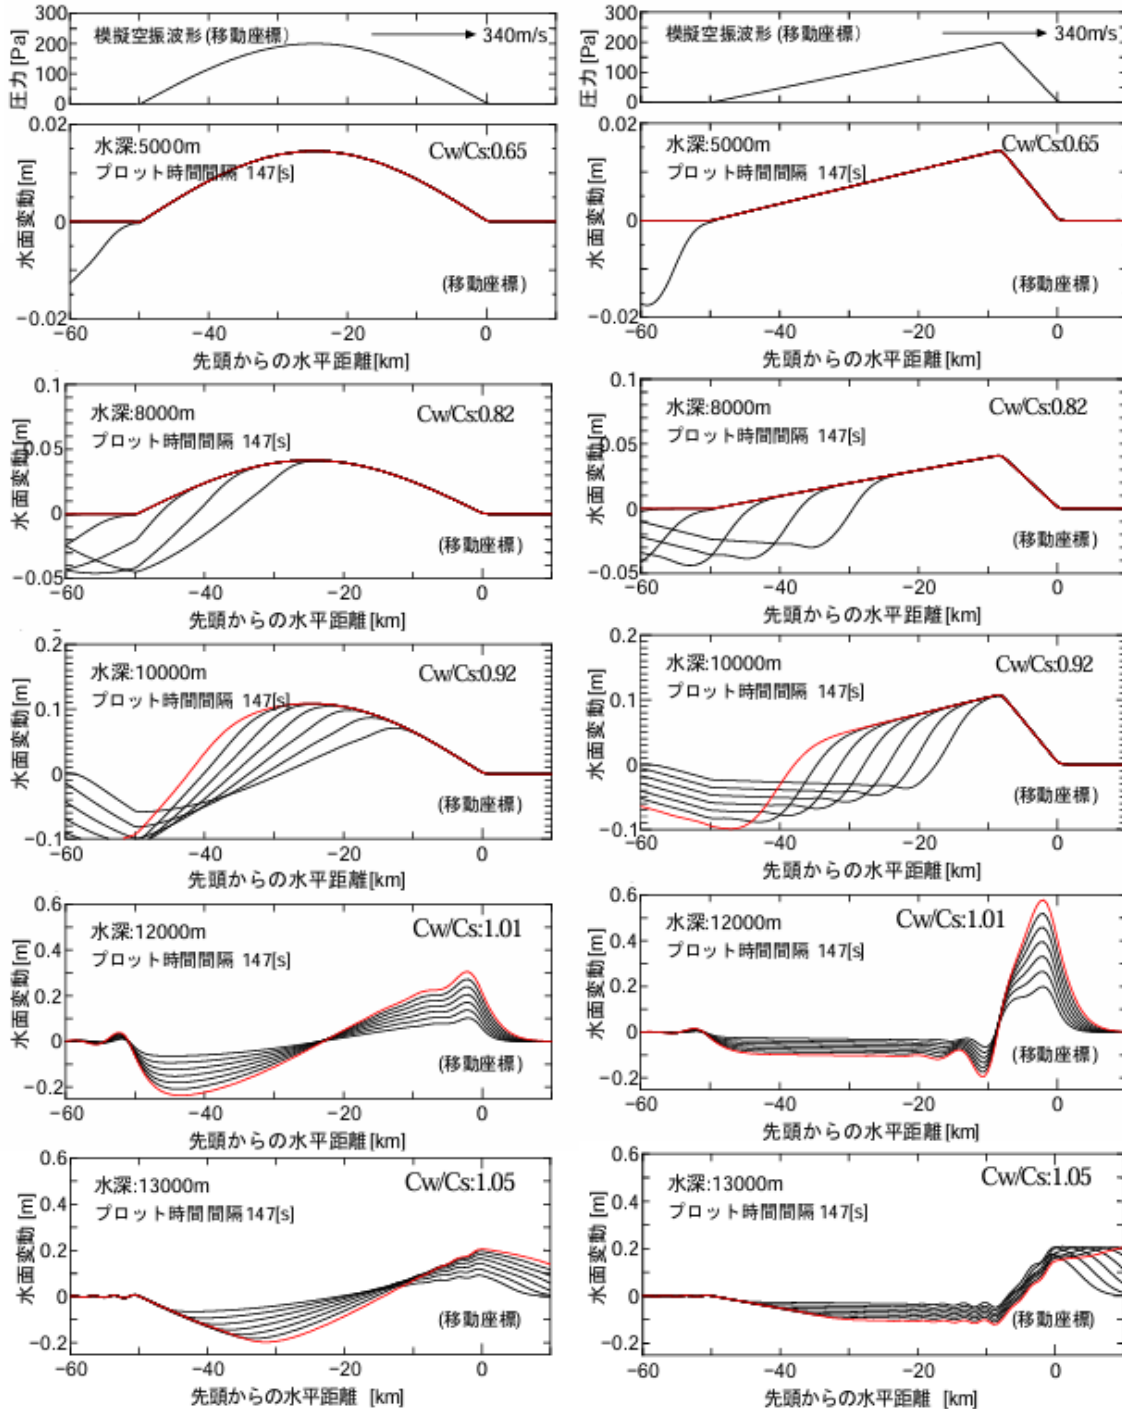 300
200
100
0
圧力 [Pa]
模擬空振波形 (移動座標)
340m/s
0.02
0
−0.02
水面変動 [m]
水深:5000m
プロット時間間隔 147[s]
Cw/Cs:0.65
(移動座標)
−60 −40 −20 0
先頭からの水平距離[km]
0.1
0.05
0
−0.05
水面変動[m]
水深:8000m
プロット時間間隔 147[s]
Cw/Cs:0.82
(移動座標)
−60 −40 −20 0
先頭からの水平距離[km]
0.2
0.1
0
−0.1
水面変動 [m]
水深:10000m
プロット時間間隔 147[s]
Cw/Cs:0.92
(移動座標)
−60 −40 −20 0
先頭からの水平距離[km]
0.6
0.4
0.2
0
−0.2
水面変動 [m]
水深:12000m
プロット時間間隔 147[s]
Cw/Cs:1.01
(移動座標)
−60 −40 −20 0
先頭からの水平距離[km]
0.6
0.4
0.2
0
−0.2
水面変動 [m]
水深:13000m
プロット時間間隔147[s]
Cw/Cs:1.05
(移動座標)
−60 −40 −20 0
先頭からの水平距離 [km]
300
200
100
0
圧力 [Pa]
模擬空振波形 (移動座標)
340m/s
0.02
0
−0.02
水面変動 [m]
水深:5000m
プロット時間間隔 147[s]
Cw/Cs:0.65
(移動座標)
−60 −40 −20 0
先頭からの水平距離[km]
0.1
0.05
0
−0.05
水面変動[m]
水深:8000m
プロット時間間隔 147[s]
Cw/Cs:0.82
(移動座標)
−60 −40 −20 0
先頭からの水平距離[km]
0.2
0.1
0
−0.1
水面変動 [m]
水深:10000m
プロット時間間隔 147[s]
Cw/Cs:0.92
(移動座標)
−60 −40 −20 0
先頭からの水平距離[km]
0.6
0.4
0.2
0
−0.2
水面変動 [m]
水深:12000m
プロット時間間隔 147[s]
Cw/Cs:1.01
(移動座標)
−60 −40 −20 0
先頭からの水平距離[km]
0.6
0.4
0.2
0
−0.2
水面変動 [m]
水深:13000m
プロット時間間隔147[s]
Cw/Cs:1.05
(移動座標)
−60 −40 −20 0
先頭からの水平距離 [km]